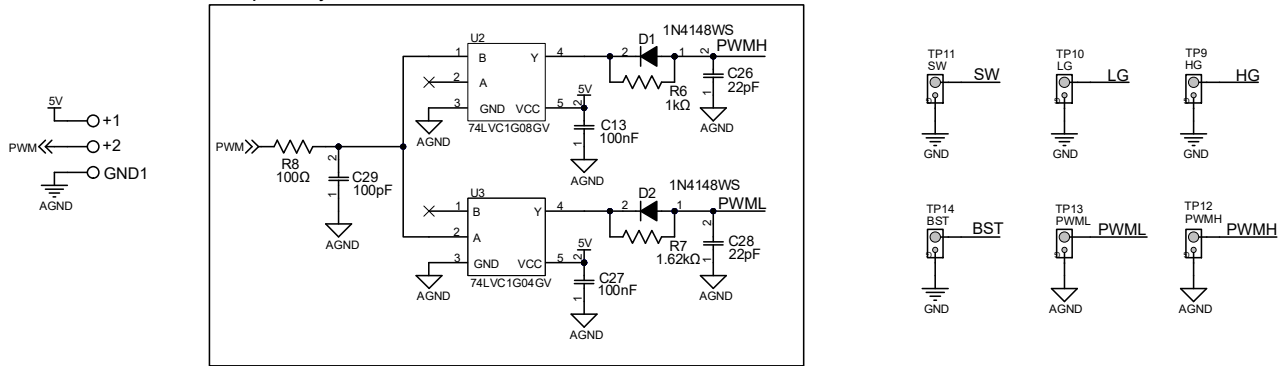 5V
+1
PWM
+2
GND1
AGND
PWM
R8
100Ω
2
C29
100pF
1
AGND
U2
1
B
Y
4
2
A
3
GND
VCC
5
74LVC1G08GV
AGND
D1
1N4148WS
2
1
PWMH
R6
1kΩ
2
C26
22pF
1
AGND
5V
2
C13
100nF
1
AGND
U3
1
B
Y
4
2
A
3
GND
VCC
5
74LVC1G04GV
AGND
D2
1N4148WS
2
1
PWML
R7
1.62kΩ
2
C28
22pF
1
AGND
5V
2
C27
100nF
1
AGND
TP11
SW
SW
GND
TP10
LG
LG
GND
TP9
HG
HG
GND
TP14
BST
BST
GND
TP13
PWML
PWML
AGND
TP12
PWMH
PWMH
AGND